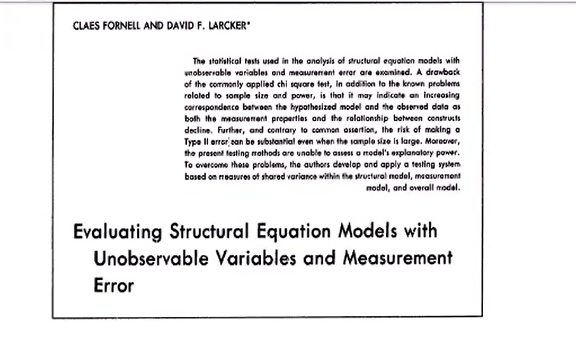 CLAES FORNELL AND DAVID F. LARCKER*
The statistical tests used in the analysis of structural equation models with
unobservable variables and measurement error are examined. A drawback
of the commonly applied chi square test, in addition to the known problems
related to sample size and power, is that it may indicate an increasing
correspondence between the hypothesized model and the observed data as
both the measurement properties and the relationship between constructs
decline. Further, and contrary to common assertion, the risk of making a
Type II error can be substantial even when the sample size is large. Moreover,
the present testing methods are unable to assess a model's explanatory power.
To overcome these problems, the authors develop and apply a testing system
based on measures of shared variance within the structural model, measurement
model, and overall model.
Evaluating Structural Equation Models with
Unobservable Variables and Measurement
Error